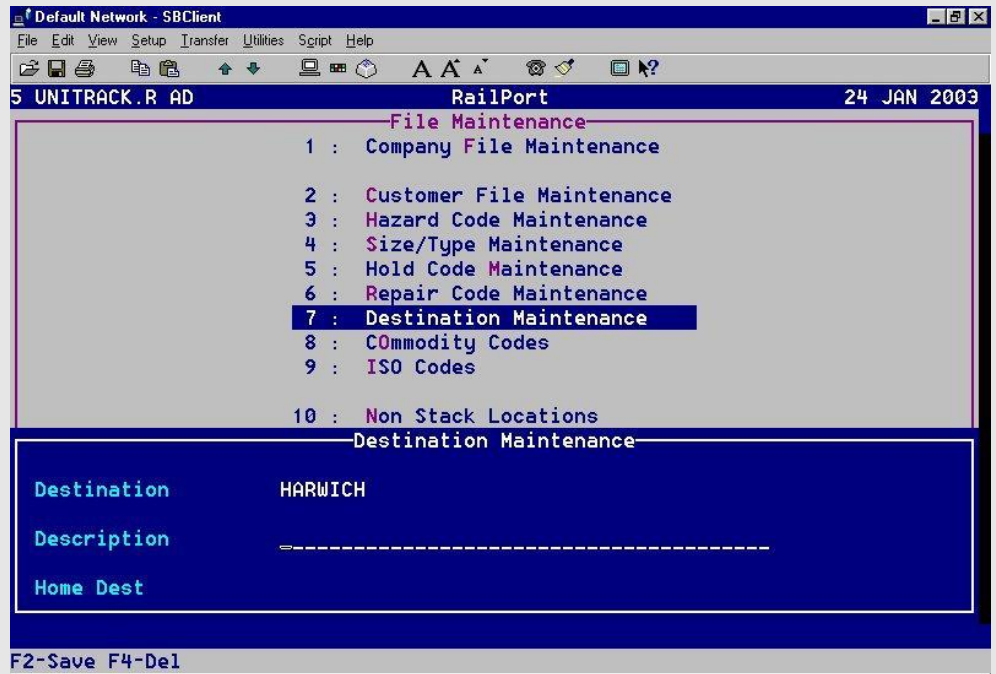 Default Network - SBClient
File Edit View Setup Transfer Utilities Script Help
A A A
5 UNITRACK.R AD RailPort 24 JAN 2003
File Maintenance
1 : Company File Maintenance
2 : Customer File Maintenance
3 : Hazard Code Maintenance
4 : Size/Type Maintenance
5 : Hold Code Maintenance
6 : Repair Code Maintenance
7 : Destination Maintenance
8 : COmmodity Codes
9 : ISO Codes
10 : Non Stack Locations
Destination Maintenance
Destination HARWICH
Description
Home Dest
F2-Save F4-Del